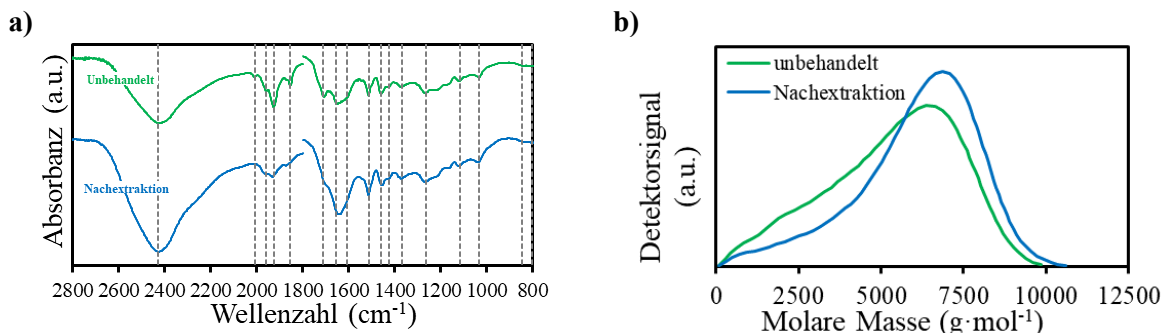 a)
Absorbanz (a.u.)
Unbehandelt
Nachextraktion
2800 2600 2400 2200 2000 1800 1600 1400 1200 1000 800
Wellenzahl (cm-1)
b)
Detektorsignal
(a.u.)
unbehandelt
Nachextraktion
0 2500 5000 7500 10000 12500
Molare Masse (g·mol-1)